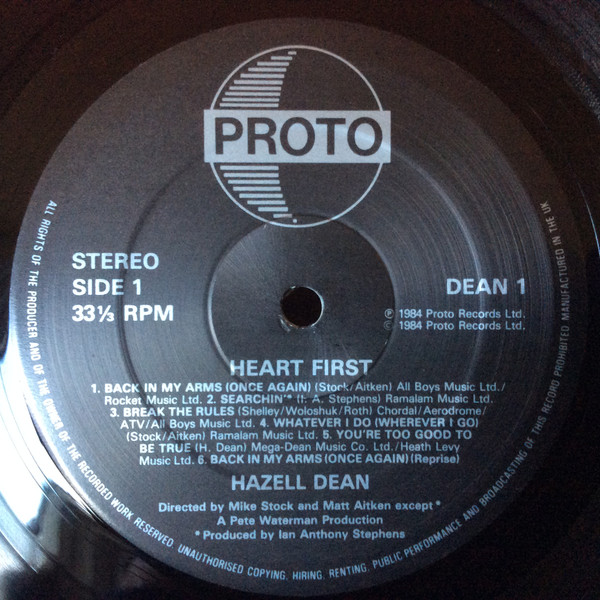 PROTO
STEREO
SIDE 1
33⅓ RPM
DEAN 1
℗ 1984 Proto Records Ltd.
© 1984 Proto Records Ltd.
HEART FIRST
1. BACK IN MY ARMS (ONCE AGAIN) (Stock/Aitken) All Boys Music Ltd./
Rocket Music Ltd. 2. SEARCHIN'* (I. A. Stephens) Ramalam Music Ltd.
3. BREAK THE RULES (Shelley/Woloshuk/Roth) Chordal/Aerodrome/
ATV/All Boys Music Ltd. 4. WHATEVER I DO (WHEREVER I GO)
(Stock/Aitken) Ramalam Music Ltd. 5. YOU'RE TOO GOOD TO
BE TRUE (H. Dean) Mega-Dean Music Co. Ltd./Heath Levy
Music Ltd. 6. BACK IN MY ARMS (ONCE AGAIN) (Reprise)
HAZELL DEAN
Directed by Mike Stock and Matt Aitken except*
A Pete Waterman Production
*Produced by Ian Anthony Stephens
ALL RIGHTS OF THE PRODUCER AND OF THE OWNER OF THE RECORDED WORK RESERVED. UNAUTHORISED COPYING, HIRING, RENTING, PUBLIC PERFORMANCE AND BROADCASTING OF THIS RECORD PROHIBITED MANUFACTURED IN THE UK